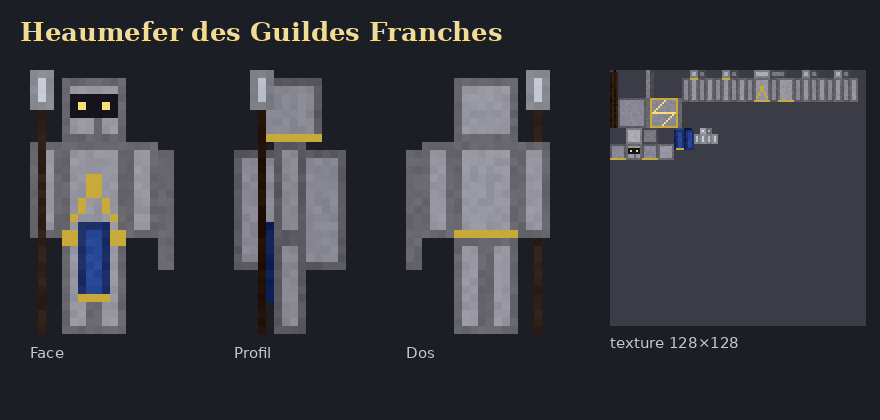 Heaumefer des Guildes Franches
Face
Profil
Dos
texture 128×128